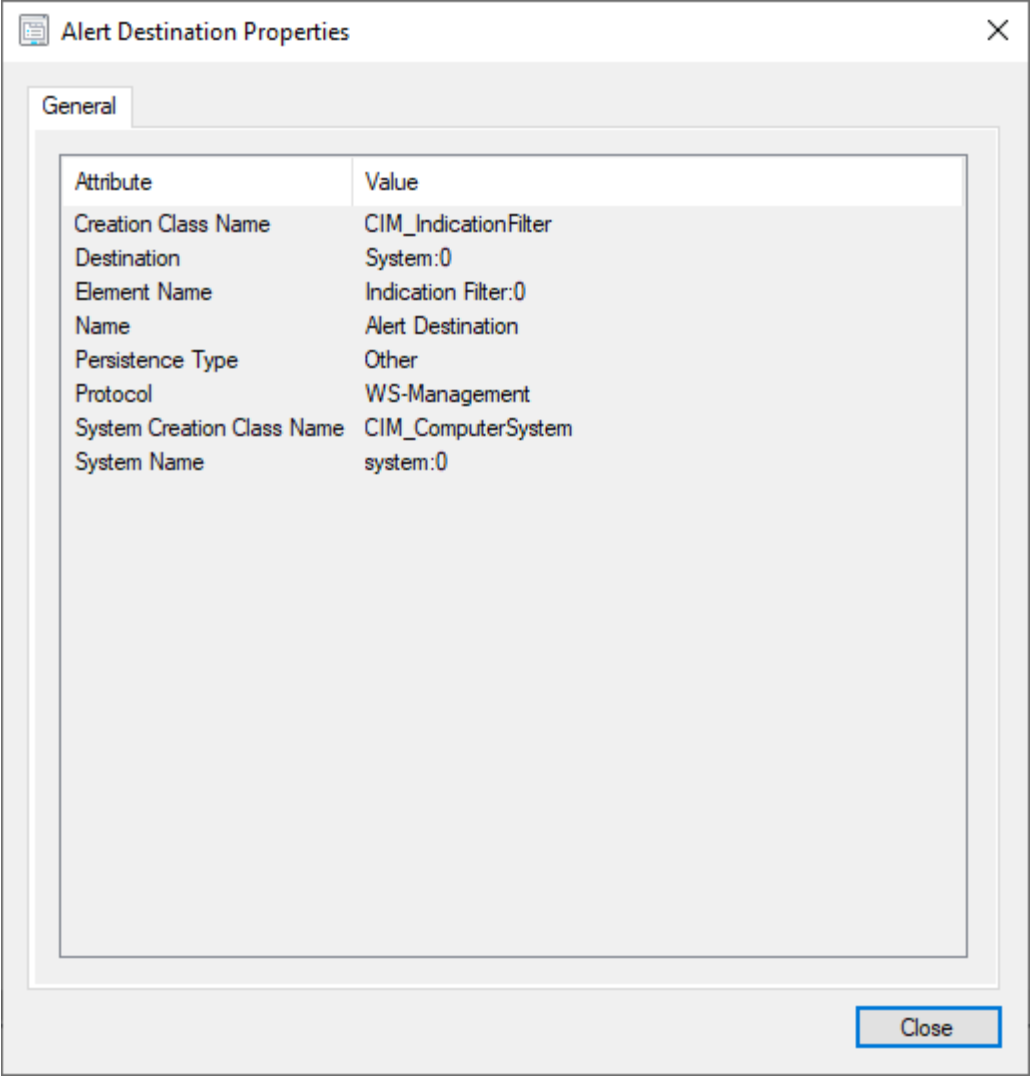 Alert Destination Properties
General
Attribute Value
Creation Class Name CIM_IndicationFilter
Destination System:0
Element Name Indication Filter:0
Name Alert Destination
Persistence Type Other
Protocol WS-Management
System Creation Class Name CIM_ComputerSystem
System Name system:0
Close